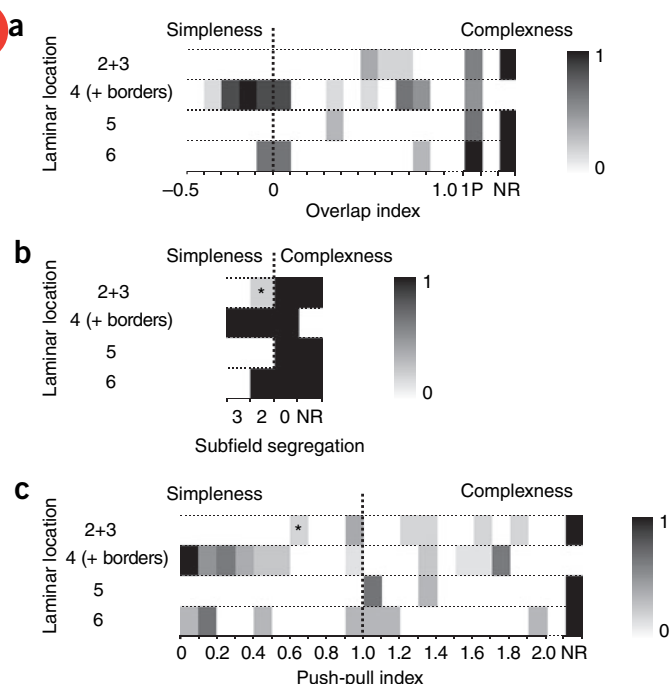 a
Simpleness Complexness
Laminar location
2+3
4 (+ borders)
5
6
1
0
–0.5 0 1.0 1P NR
Overlap index
b
Simpleness Complexness
Laminar location
2+3
*
4 (+ borders)
5
6
1
0
3 2 0 NR
Subfield segregation
c
Simpleness Complexness
Laminar location
2+3
*
4 (+ borders)
5
6
1
0
0 0.2 0.4 0.6 0.8 1.0 1.2 1.4 1.6 1.8 2.0 NR
Push-pull index